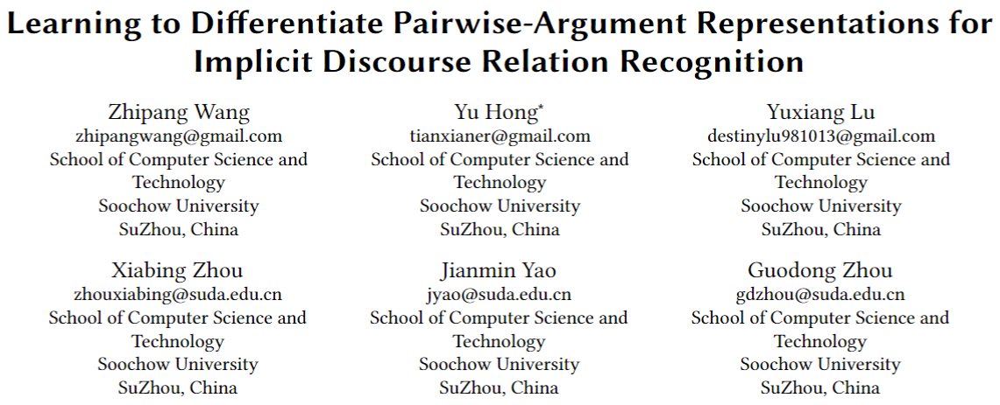 Learning to Differentiate Pairwise-Argument Representations for
Implicit Discourse Relation Recognition
Zhipang Wang
zhipangwang@gmail.com
School of Computer Science and
Technology
Soochow University
SuZhou, China
Yu Hong*
tianxianer@gmail.com
School of Computer Science and
Technology
Soochow University
SuZhou, China
Yuxiang Lu
destinylu981013@gmail.com
School of Computer Science and
Technology
Soochow University
SuZhou, China
Xiabing Zhou
zhouxiabing@suda.edu.cn
School of Computer Science and
Technology
Soochow University
SuZhou, China
Jianmin Yao
jyao@suda.edu.cn
School of Computer Science and
Technology
Soochow University
SuZhou, China
Guodong Zhou
gdzhou@suda.edu.cn
School of Computer Science and
Technology
Soochow University
SuZhou, China